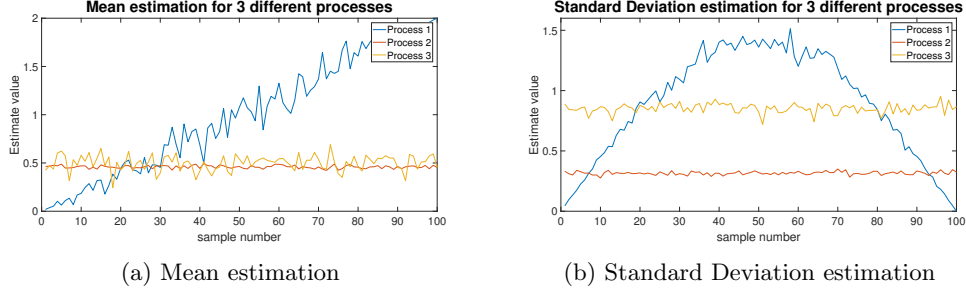 Mean estimation for 3 different processes
Process 1
Process 2
Process 3
Estimate value
2
1.5
1
0.5
0
0 10 20 30 40 50 60 70 80 90 100
sample number
(a) Mean estimation
Standard Deviation estimation for 3 different processes
Process 1
Process 2
Process 3
Estimate value
1.5
1
0.5
0
0 10 20 30 40 50 60 70 80 90 100
sample number
(b) Standard Deviation estimation